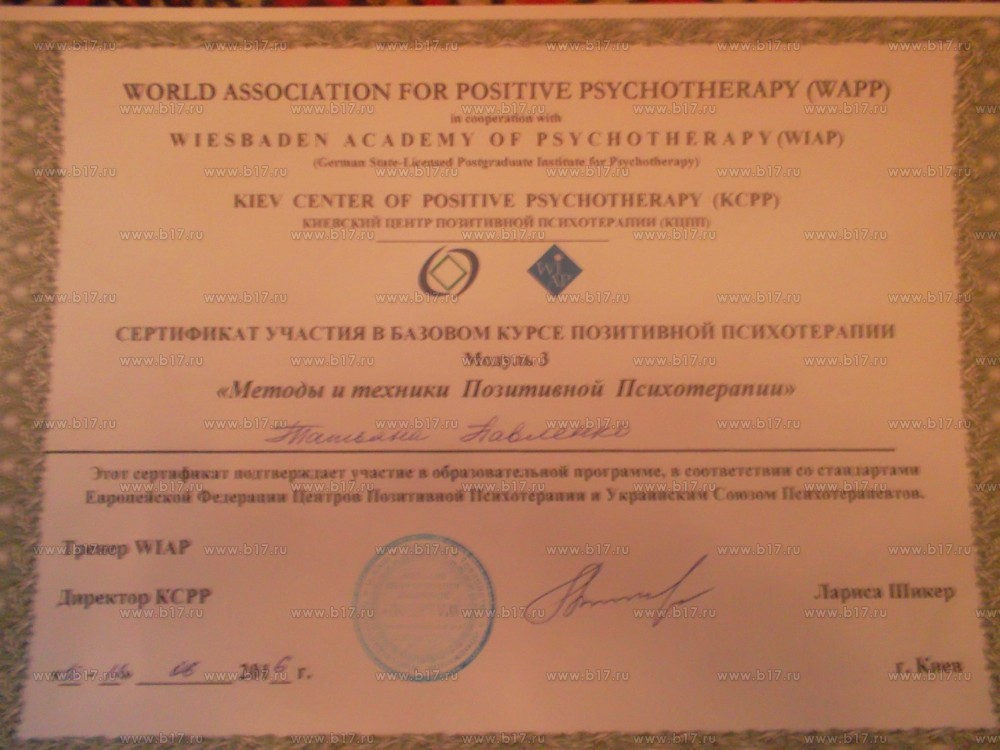 WORLD ASSOCIATION FOR POSITIVE PSYCHOTHERAPY (WAPP)
in cooperation with
WIESBADEN ACADEMY OF PSYCHOTHERAPY (WIAP)
(German State-Licensed Postgraduate Institute for Psychotherapy)
KIEV CENTER OF POSITIVE PSYCHOTHERAPY (KCPP)
КИЕВСКИЙ ЦЕНТР ПОЗИТИВНОЙ ПСИХОТЕРАПИИ (КЦПП)
WIAP
СЕРТИФИКАТ УЧАСТИЯ В БАЗОВОМ КУРСЕ ПОЗИТИВНОЙ ПСИХОТЕРАПИИ
Модуль 3
«Методы и техники Позитивной Психотерапии»
Татьяна Павленко
Этот сертификат подтверждает участие в образовательной программе, в соответствии со стандартами
Европейской Федерации Центров Позитивной Психотерапии и Украинским Союзом Психотерапевтов.
Тренер WIAP
Директор KCPP
Лариса Шикер
г.
г. Киев
www.b17.ru